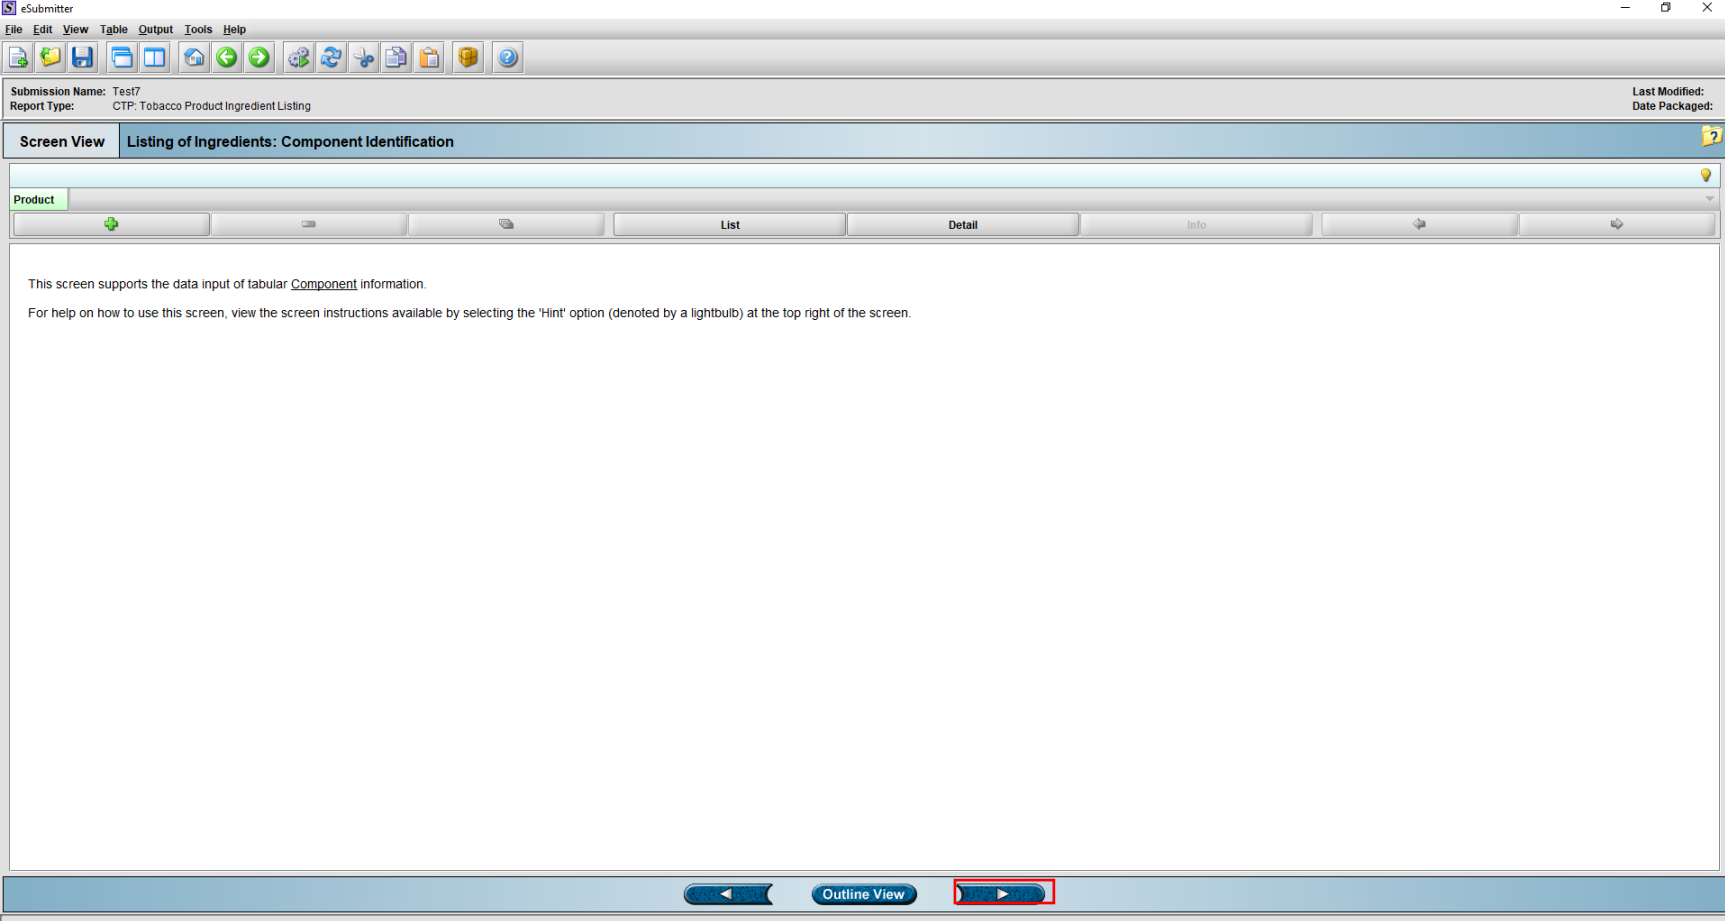 eSubmitter
File Edit View Table Output Tools Help
Submission Name: Test7
Last Modified:
Report Type: CTP: Tobacco Product Ingredient Listing
Date Packaged:
Screen View Listing of Ingredients: Component Identification
Product
List Detail Info
This screen supports the data input of tabular Component information.
For help on how to use this screen, view the screen instructions available by selecting the 'Hint' option (denoted by a lightbulb) at the top right of the screen.
Outline View